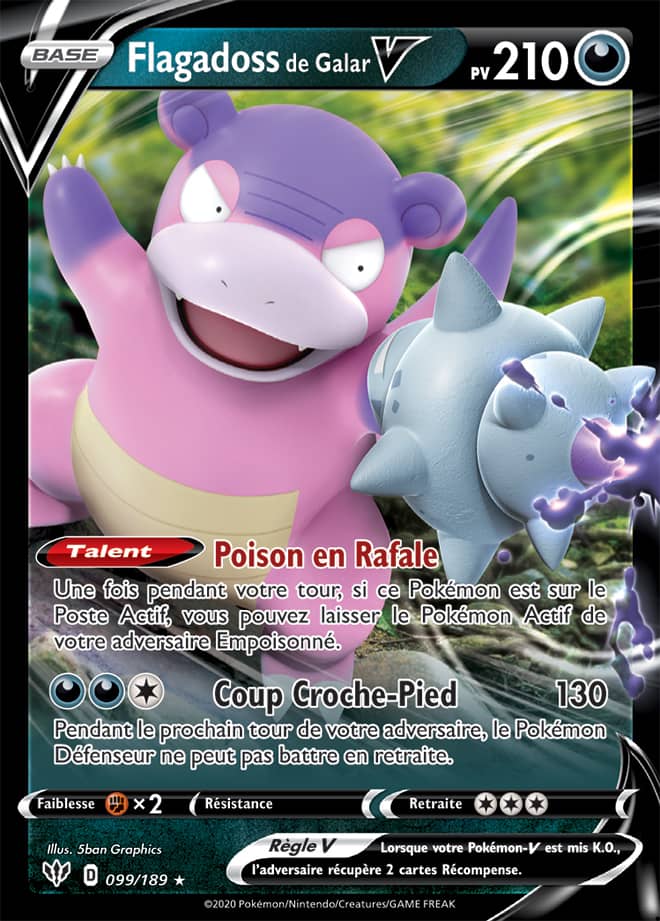 BASE
Flagadoss de Galar V
PV 210
Talent Poison en Rafale
Une fois pendant votre tour, si ce Pokémon est sur le
Poste Actif, vous pouvez laisser le Pokémon Actif de
votre adversaire Empoisonné.
Coup Croche-Pied 130
Pendant le prochain tour de votre adversaire, le Pokémon
Défenseur ne peut pas battre en retraite.
Faiblesse ×2 Résistance Retraite
Illus. 5ban Graphics
Règle V Lorsque votre Pokémon-V est mis K.O.,
l'adversaire récupère 2 cartes Récompense.
D 099/189 ★
©2020 Pokémon/Nintendo/Creatures/GAME FREAK